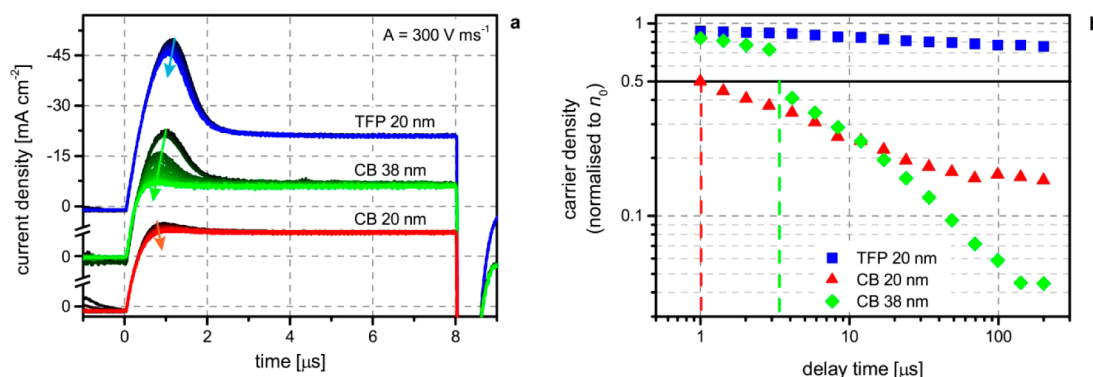 a
A = 300 V ms⁻¹
-45
-30
-15
0
0
0
TFP 20 nm
CB 38 nm
CB 20 nm
current density [mA cm⁻²]
0 2 4 6 8
time [μs]
1
0.5
0.1
carrier density
(normalised to n₀)
TFP 20 nm
CB 20 nm
CB 38 nm
1 10 100
delay time [μs]